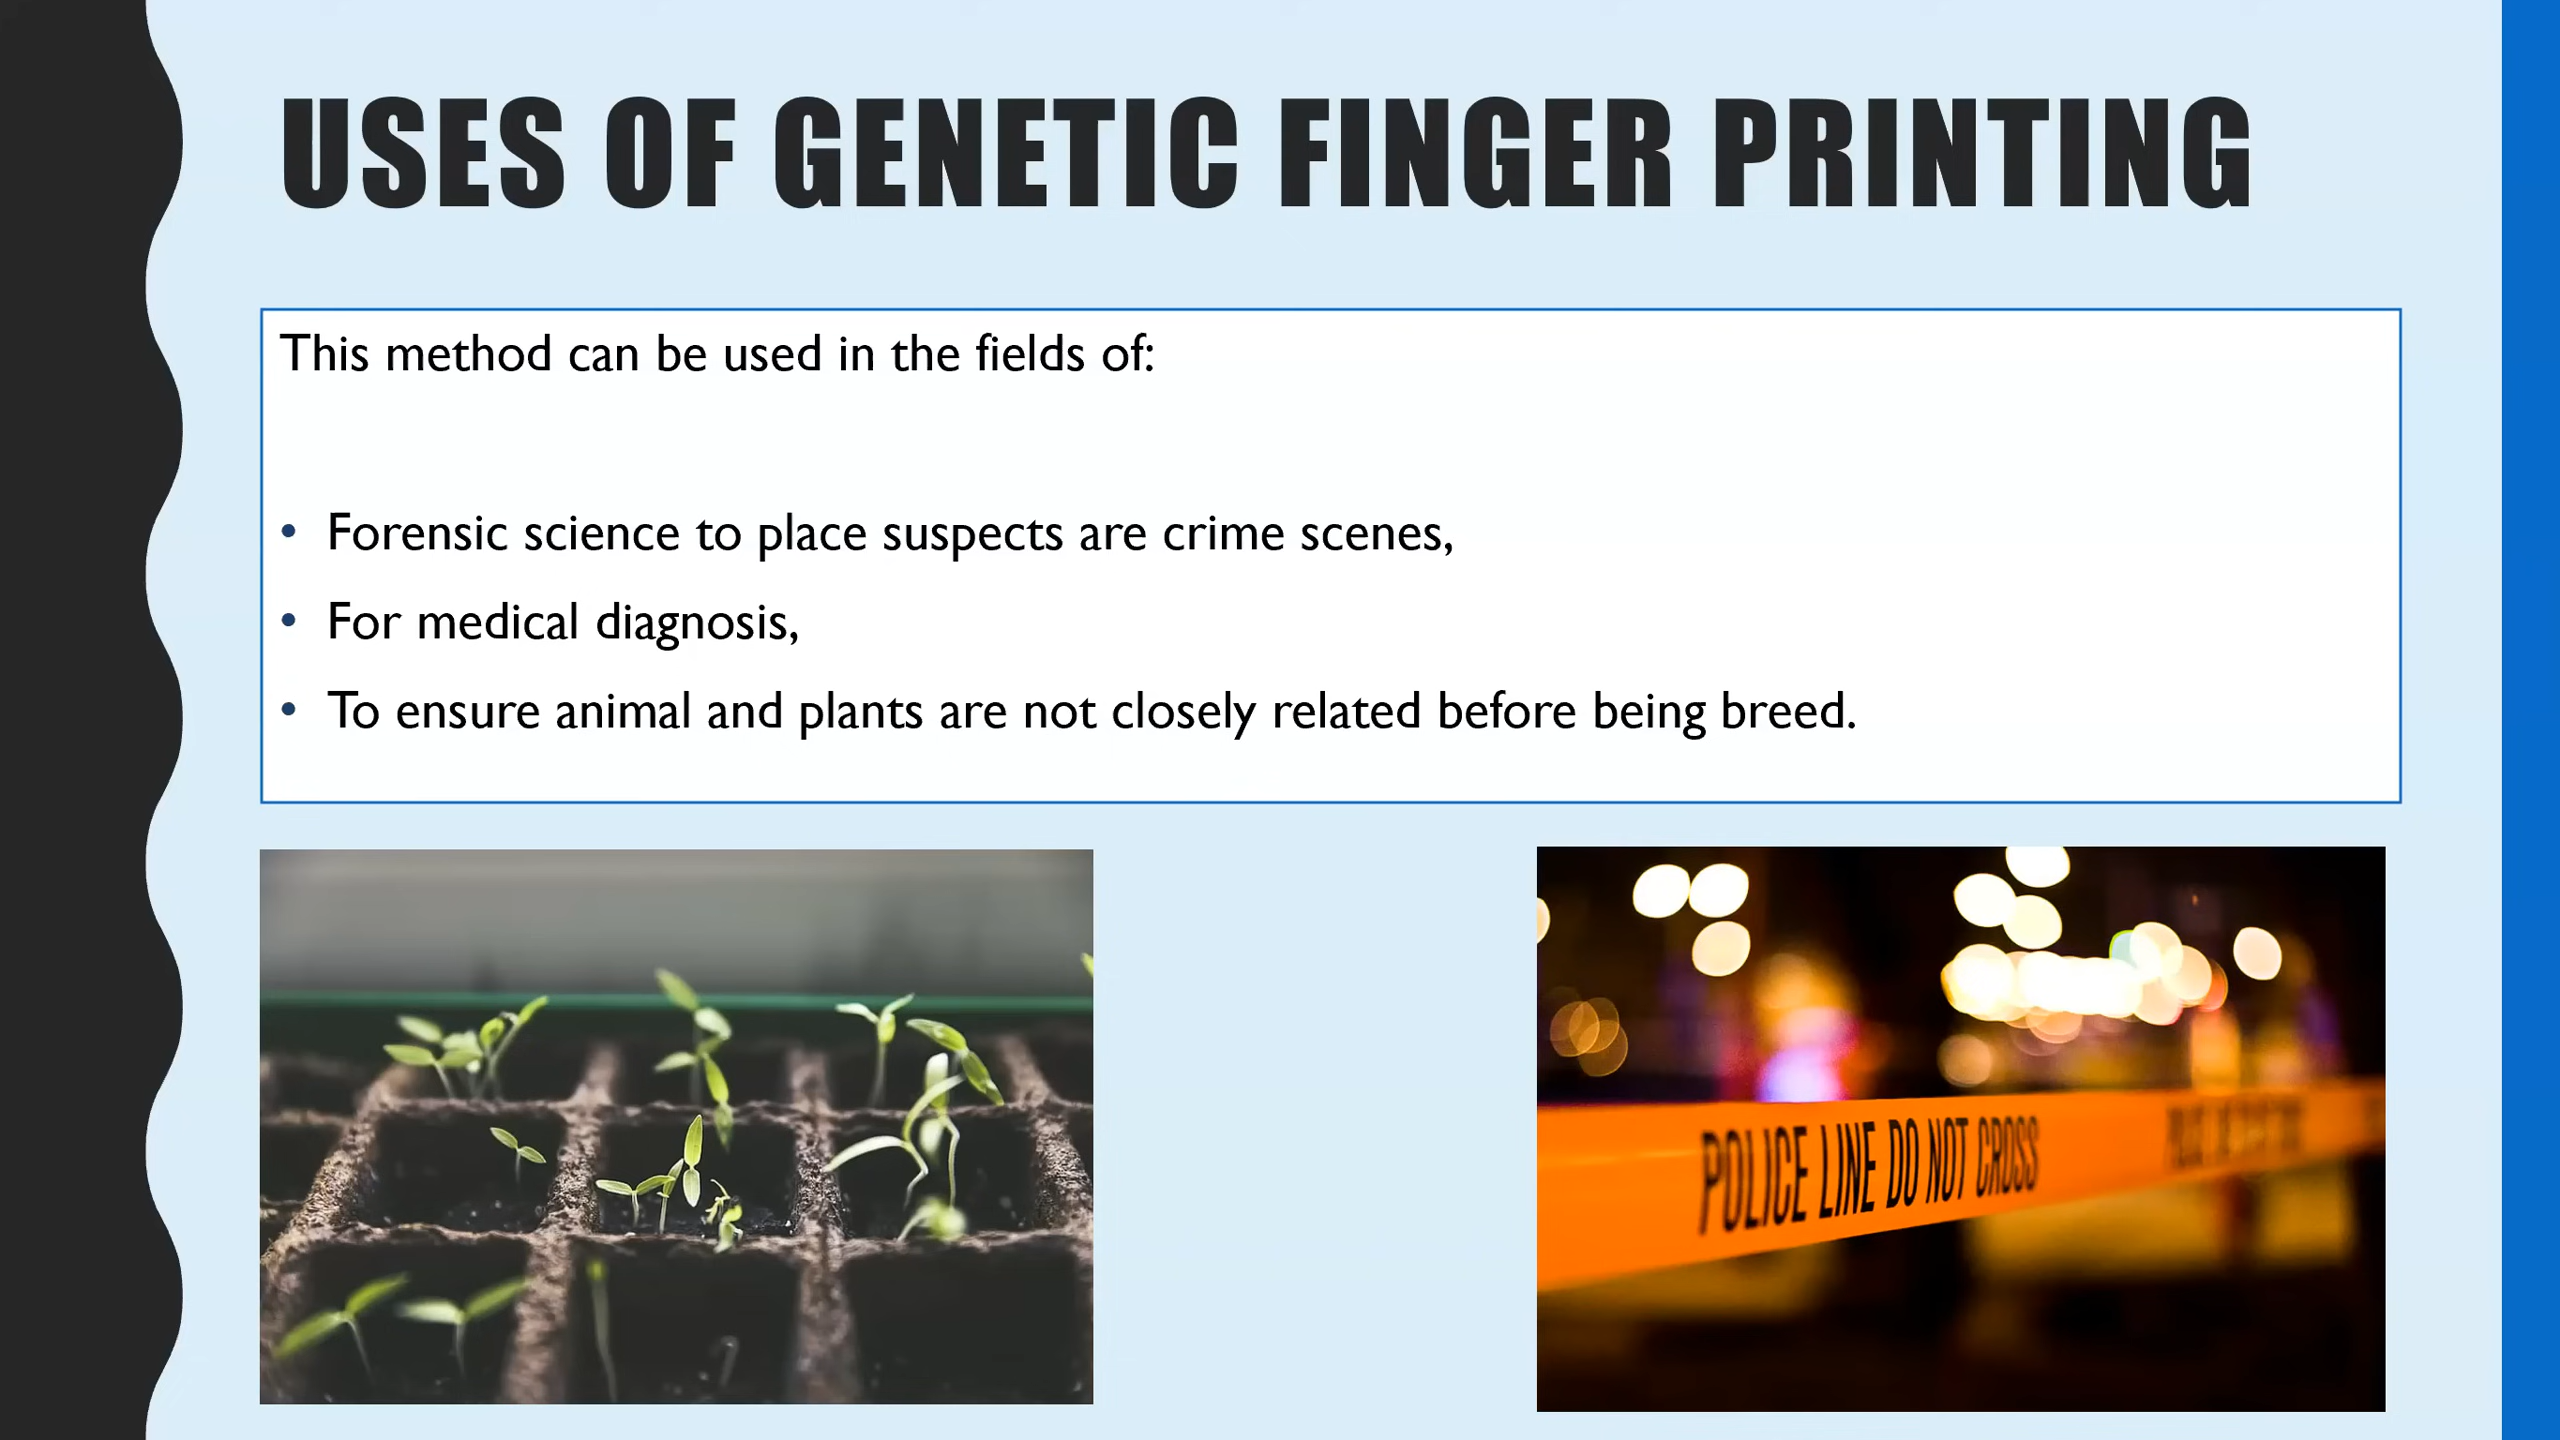 USES OF GENETIC FINGER PRINTING
This method can be used in the fields of:
• Forensic science to place suspects are crime scenes,
• For medical diagnosis,
• To ensure animal and plants are not closely related before being breed.
POLICE LINE DO NOT CROSS